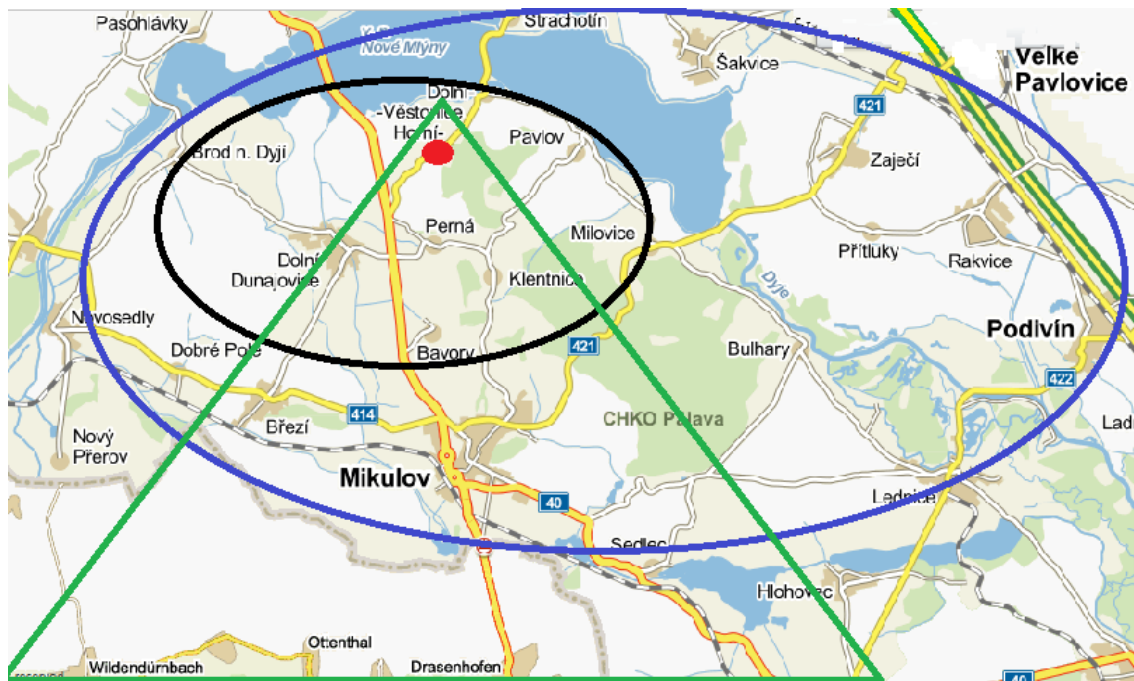 Pasohlávky
Strachotín
Nové Mlýny
Šakvice
Velké
Pavlovice
Dolní
-Věstonice
Horní-
421
Brod n. Dyjí
Pavlov
Zaječí
Perná
Milovice
Přítluky
Rakvice
Dolní
Dunajovice
Klentnice
Dyje
Novosedly
Podivín
Dobré Pole
Bavory
421
Bulhary
422
414
CHKO Pálava
Březí
Nový
Přerov
Mikulov
40
Lednice
Sedlec
Hlohovec
Ottenthal
Wildendürnbach
Drasenhofen
40